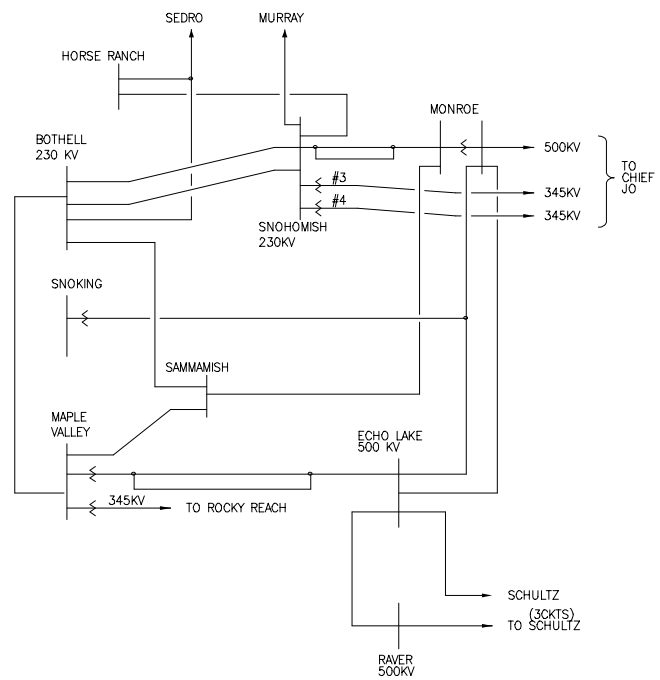 SEDRO
MURRAY
HORSE RANCH
MONROE
BOTHELL
230 KV
500KV
TO
CHIEF
JO
#3
345KV
#4
345KV
SNOHOMISH
230KV
SNOKING
SAMMAMISH
MAPLE
VALLEY
ECHO LAKE
500 KV
345KV
TO ROCKY REACH
SCHULTZ
(3CKTS)
TO SCHULTZ
RAVER
500KV